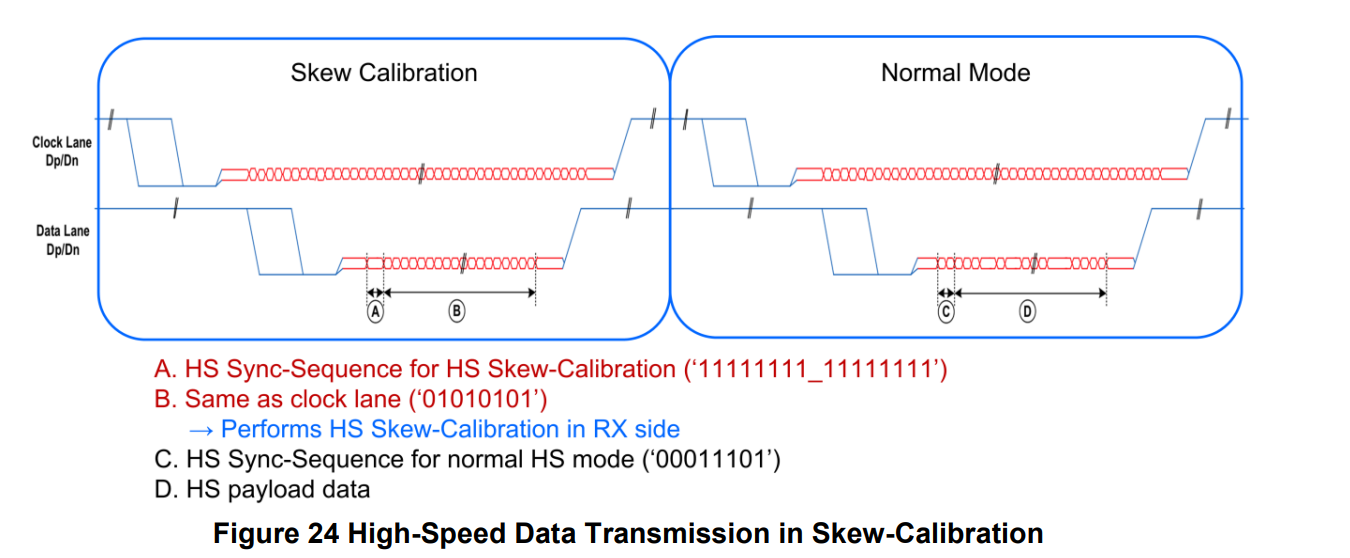 Skew Calibration
Normal Mode
Clock Lane
Dp/Dn
Data Lane
Dp/Dn
A
B
C
D
A. HS Sync-Sequence for HS Skew-Calibration (‘11111111_11111111’)
B. Same as clock lane (‘01010101’)
→ Performs HS Skew-Calibration in RX side
C. HS Sync-Sequence for normal HS mode (‘00011101’)
D. HS payload data
Figure 24 High-Speed Data Transmission in Skew-Calibration